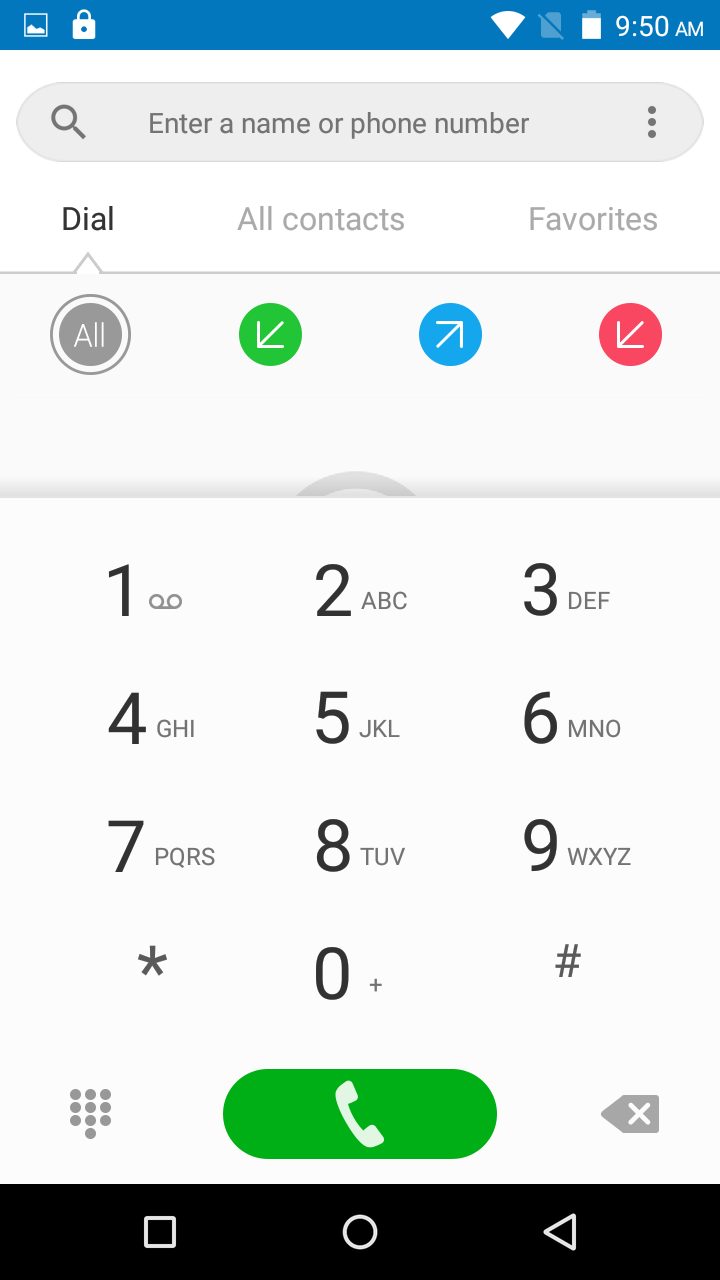 9:50 AM
Enter a name or phone number
Dial All contacts Favorites
All
1 2 ABC 3 DEF
4 GHI 5 JKL 6 MNO
7 PQRS 8 TUV 9 WXYZ
* 0 + #